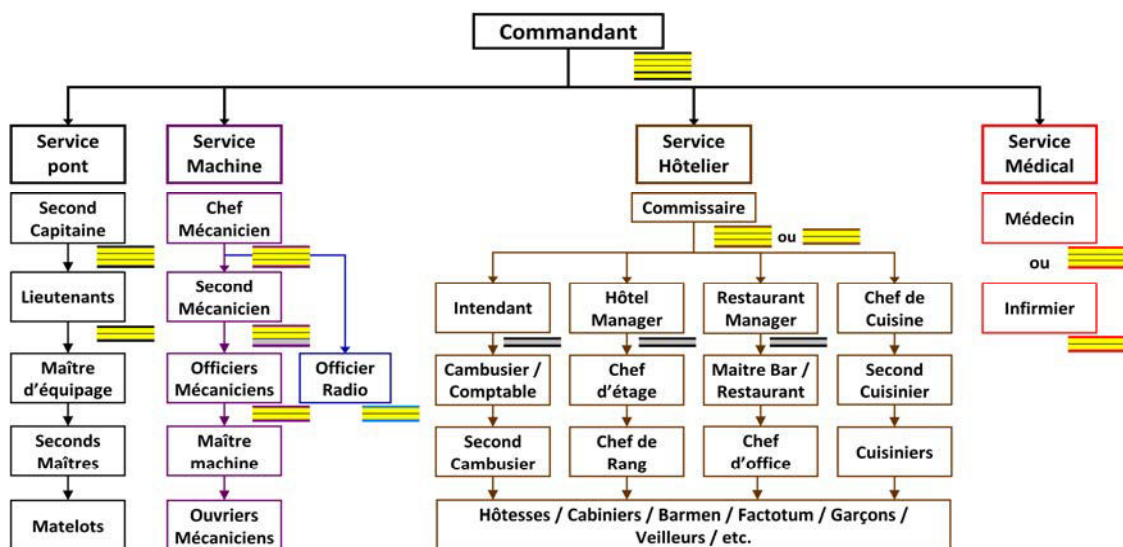 Commandant
Service
pont
Service
Machine
Service
Hôtelier
Service
Médical
Second
Capitaine
Chef
Mécanicien
Commissaire
Médecin
ou
ou
Lieutenants
Second
Mécanicien
Intendant
Hôtel
Manager
Restaurant
Manager
Chef de
Cuisine
Infirmier
Maître
d'équipage
Officiers
Mécaniciens
Officier
Radio
Cambusier /
Comptable
Chef
d'étage
Maitre Bar /
Restaurant
Second
Cuisinier
Seconds
Maîtres
Maître
machine
Second
Cambusier
Chef de
Rang
Chef
d'office
Cuisiniers
Matelots
Ouvriers
Mécaniciens
Hôtesses / Cabiniers / Barmen / Factotum / Garçons /
Veilleurs / etc.